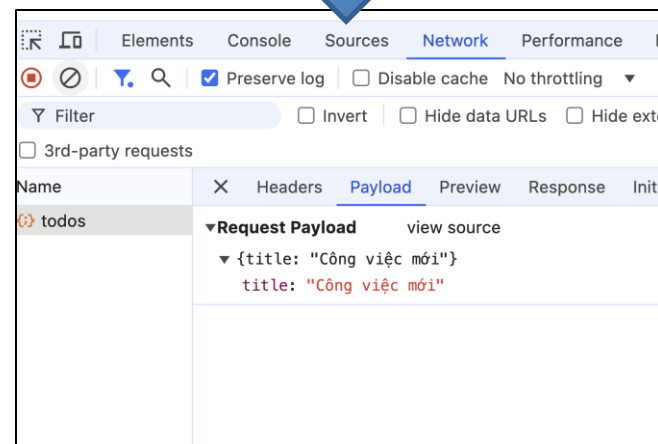 Elements Console Sources Network Performance
Preserve log Disable cache No throttling
Filter Invert Hide data URLs Hide ext
3rd-party requests
Name Headers Payload Preview Response Init
todos
Request Payload view source
{title: "Công việc mới"}
title: "Công việc mới"